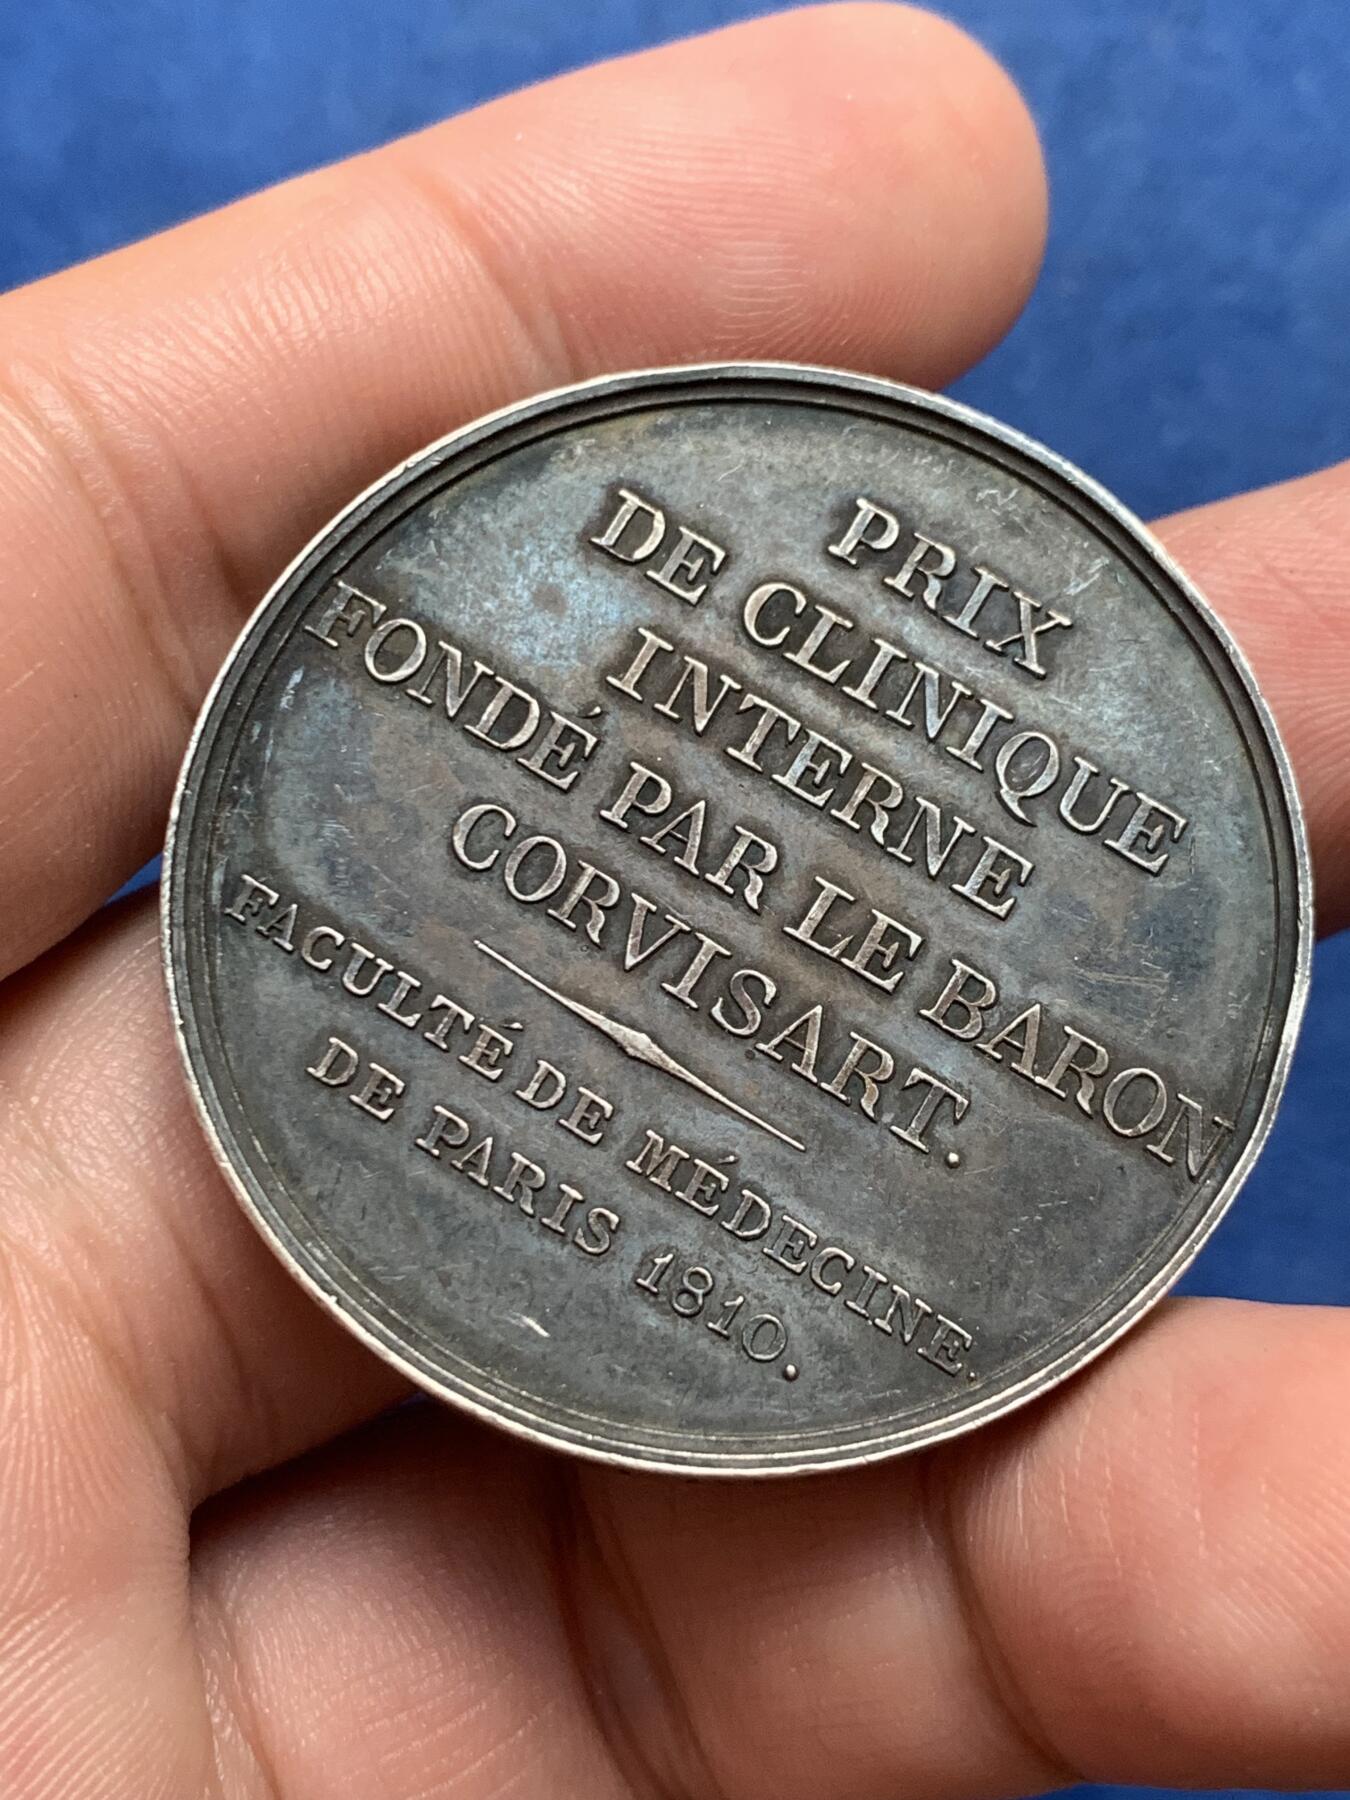 PRIX
DE CLINIQUE
INTERNE
FONDÉ PAR LE BARON
CORVISART.
FACULTÉ DE MÉDECINE.
DE PARIS 1810.